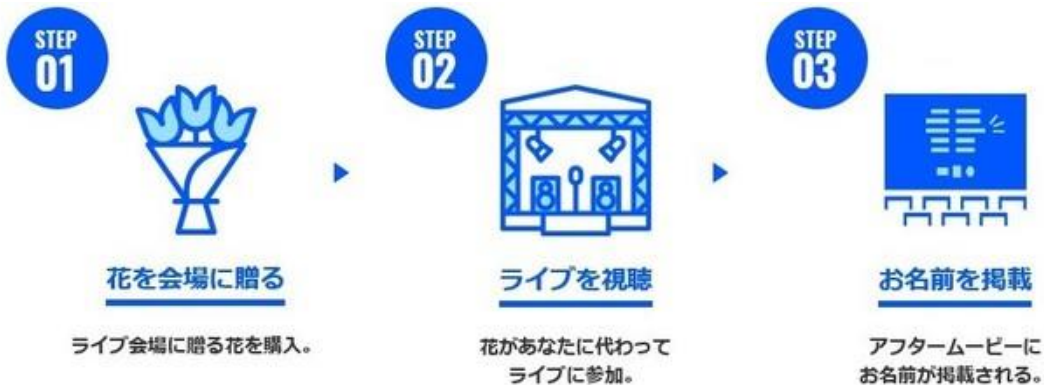 STEP
01
花を会場に贈る
ライブ会場に贈る花を購入。
STEP
02
ライブを視聴
花があなたに代わって
ライブに参加。
STEP
03
お名前を掲載
アフタームービーに
お名前が掲載される。